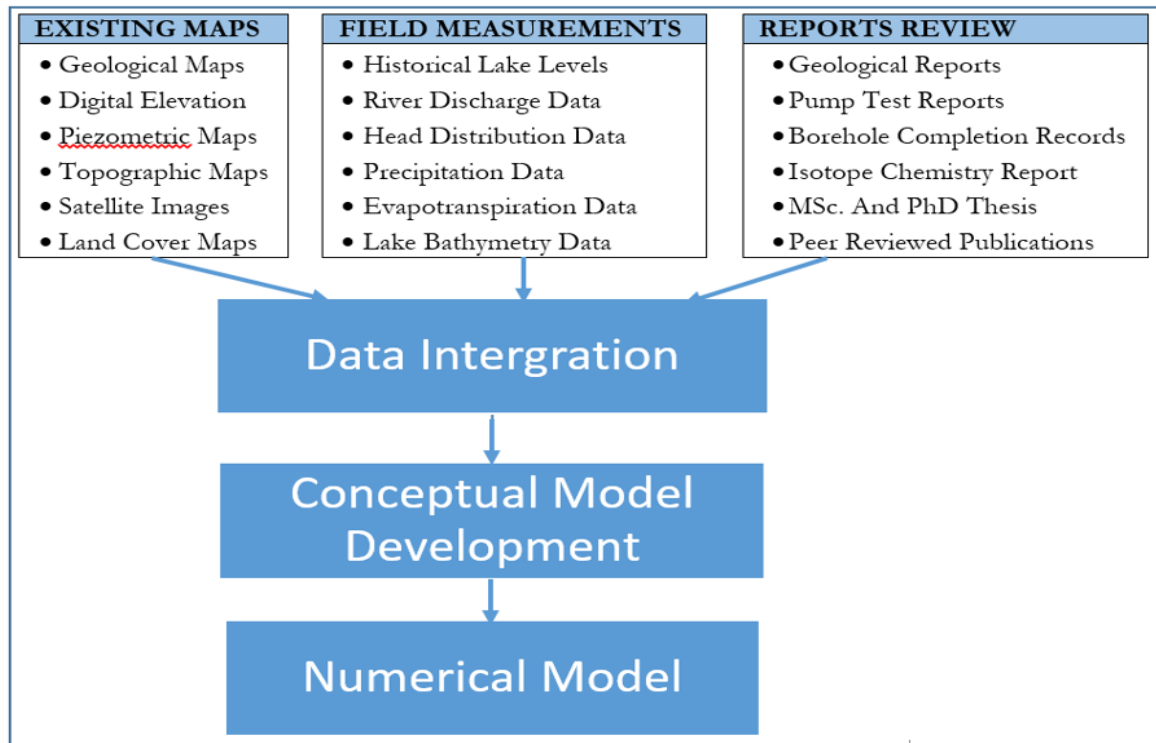 EXISTING MAPS
• Geological Maps
• Digital Elevation
• Piezometric Maps
• Topographic Maps
• Satellite Images
• Land Cover Maps
FIELD MEASUREMENTS
• Historical Lake Levels
• River Discharge Data
• Head Distribution Data
• Precipitation Data
• Evapotranspiration Data
• Lake Bathymetry Data
REPORTS REVIEW
• Geological Reports
• Pump Test Reports
• Borehole Completion Records
• Isotope Chemistry Report
• MSc. And PhD Thesis
• Peer Reviewed Publications
Data Intergration
Conceptual Model
Development
Numerical Model